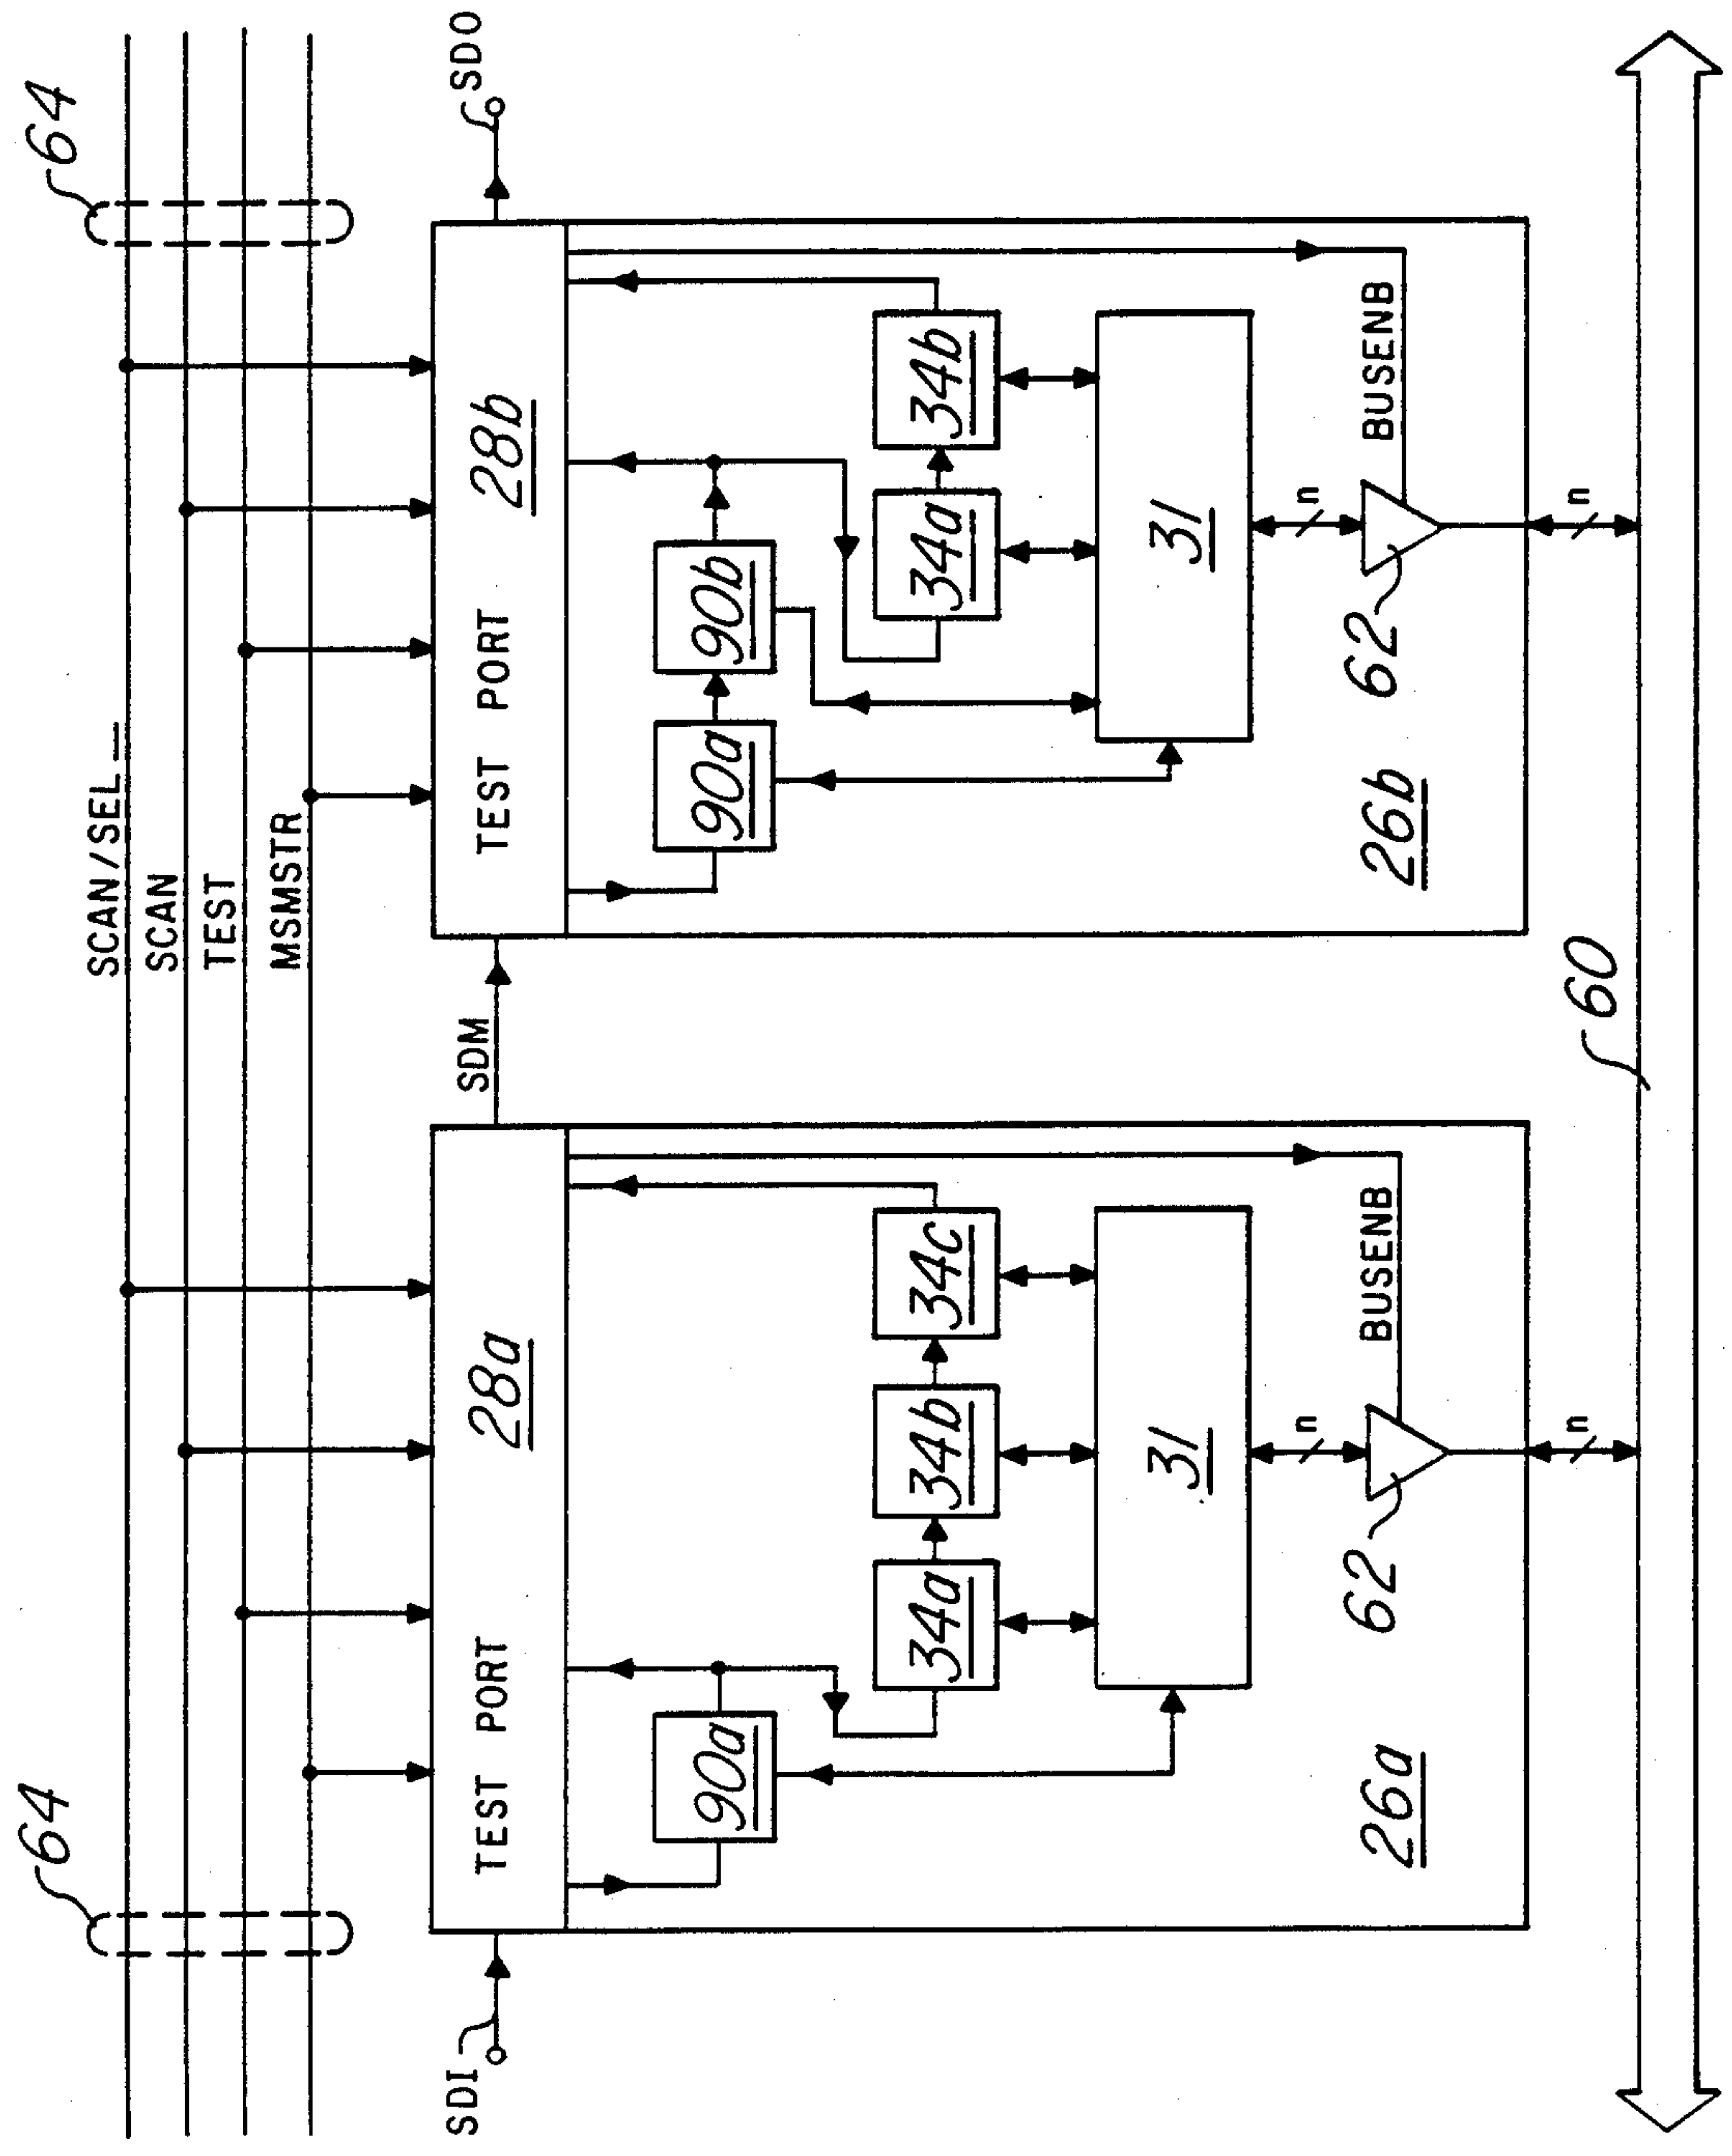 64
64
SCAN/SEL_
SCAN
TEST
MSMSTR
SDI
SDM
SDO
TEST PORT 28a
90a
34a
34b
34c
31
n
62
BUSENB
26a
n
TEST PORT 28b
90a
90b
34a
34b
31
n
62
BUSENB
26b
n
60